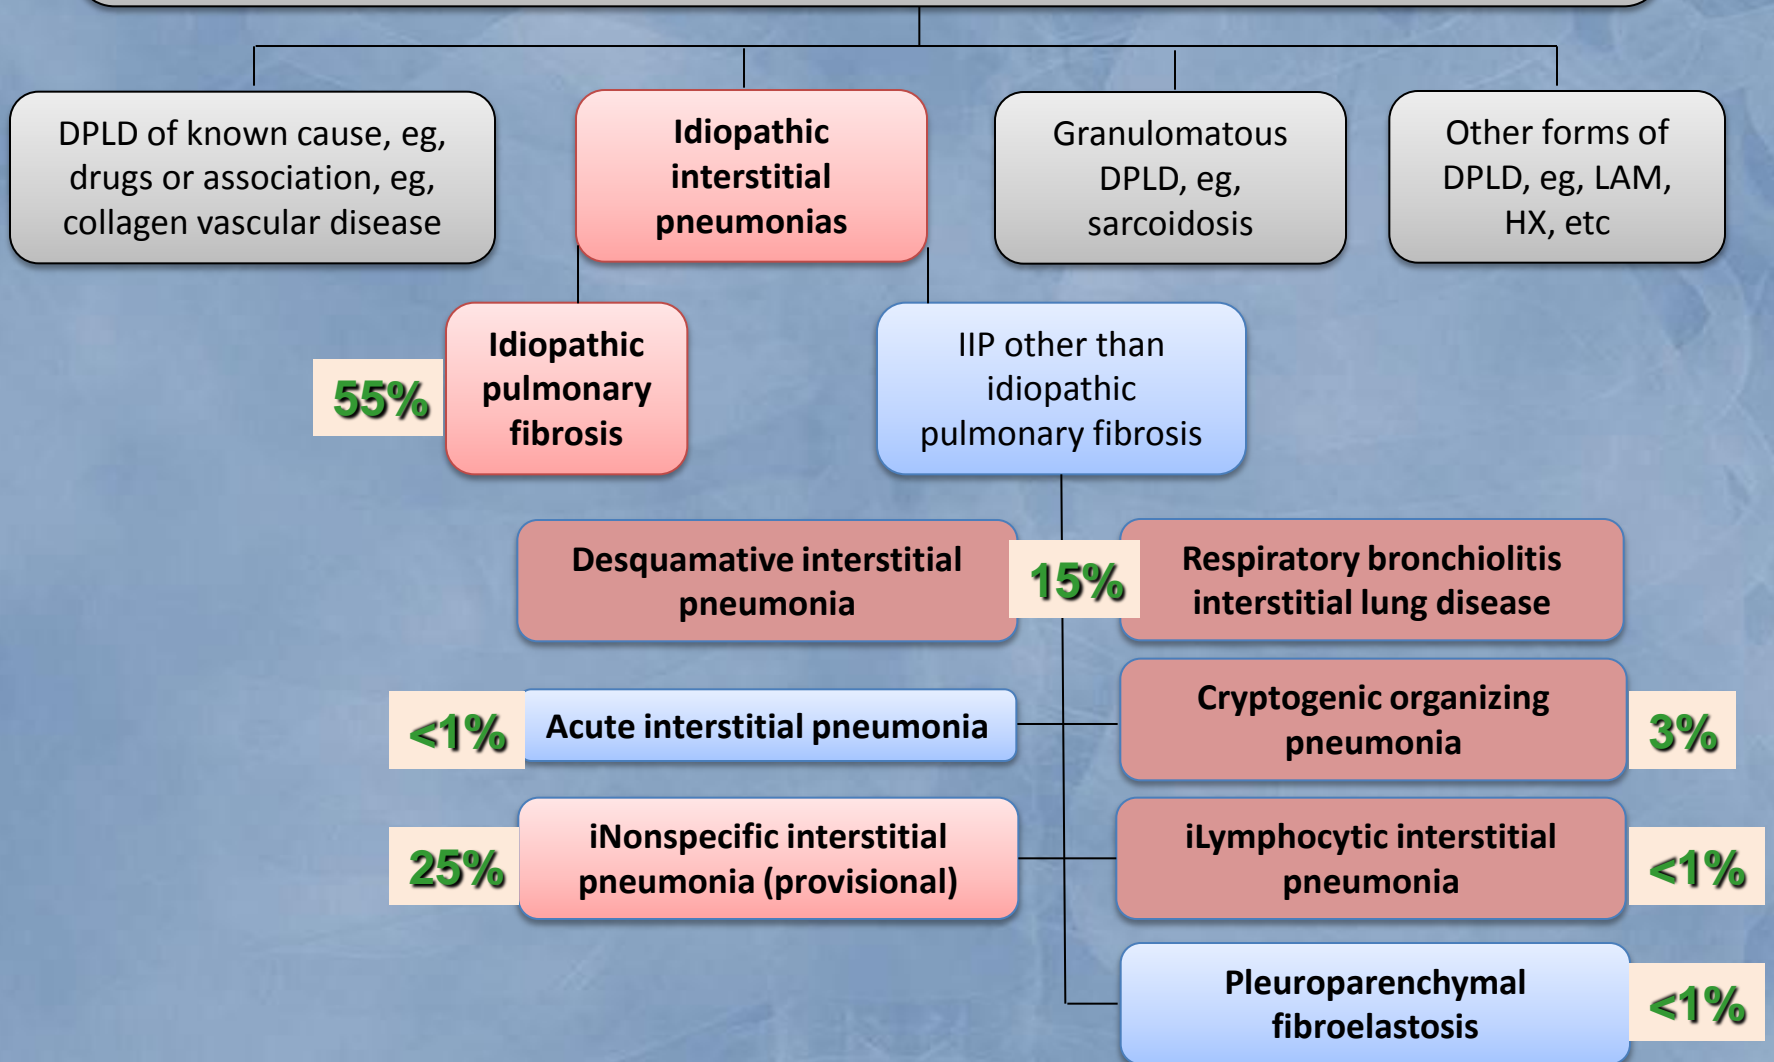 DPLD of known cause, eg,
drugs or association, eg,
collagen vascular disease
Idiopathic
interstitial
pneumonias
Granulomatous
DPLD, eg,
sarcoidosis
Other forms of
DPLD, eg, LAM,
HX, etc
55%
Idiopathic
pulmonary
fibrosis
IIP other than
idiopathic
pulmonary fibrosis
Desquamative interstitial
pneumonia
15%
Respiratory bronchiolitis
interstitial lung disease
<1%
Acute interstitial pneumonia
Cryptogenic organizing
pneumonia
3%
25%
iNonspecific interstitial
pneumonia (provisional)
iLymphocytic interstitial
pneumonia
<1%
Pleuroparenchymal
fibroelastosis
<1%